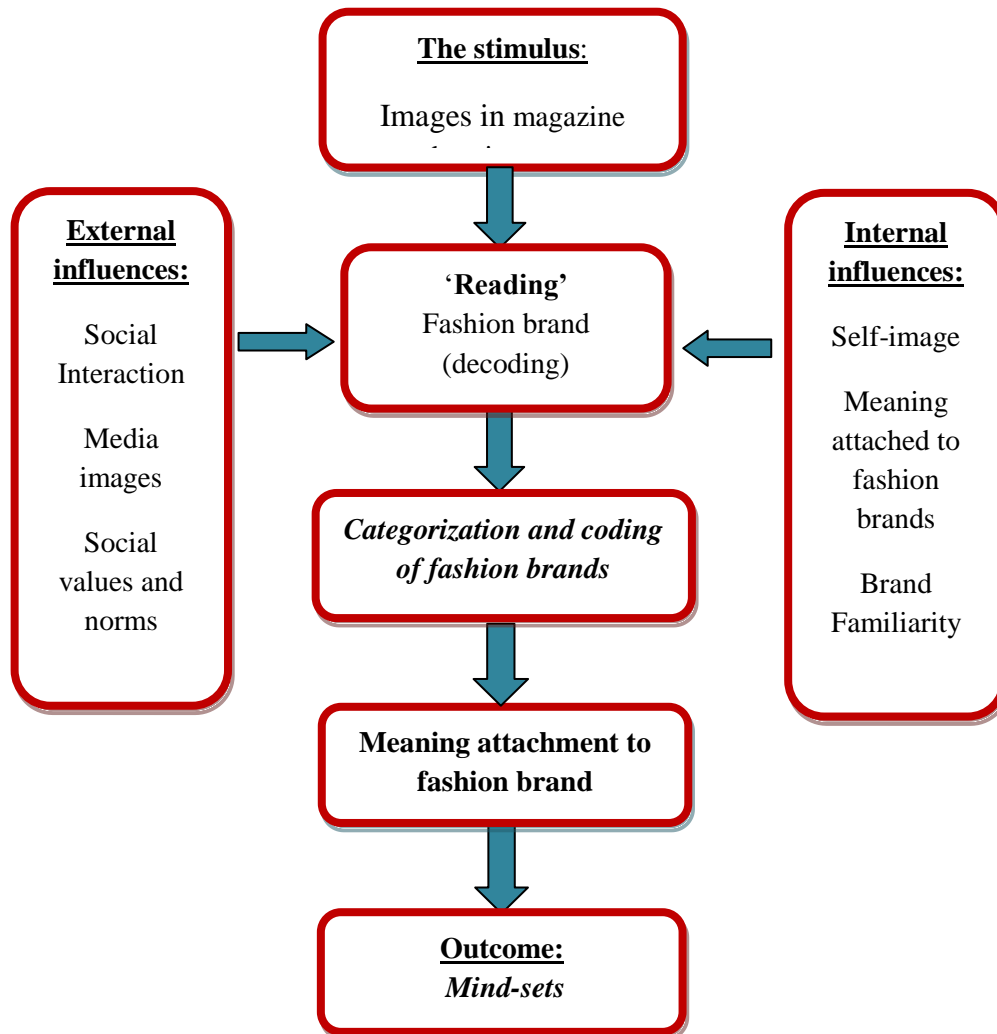 The stimulus:
Images in magazine
External
influences:
Social
Interaction
Media
images
Social
values and
norms
‘Reading’
Fashion brand
(decoding)
Internal
influences:
Self-image
Meaning
attached to
fashion
brands
Brand
Familiarity
Categorization and coding
of fashion brands
Meaning attachment to
fashion brand
Outcome:
Mind-sets